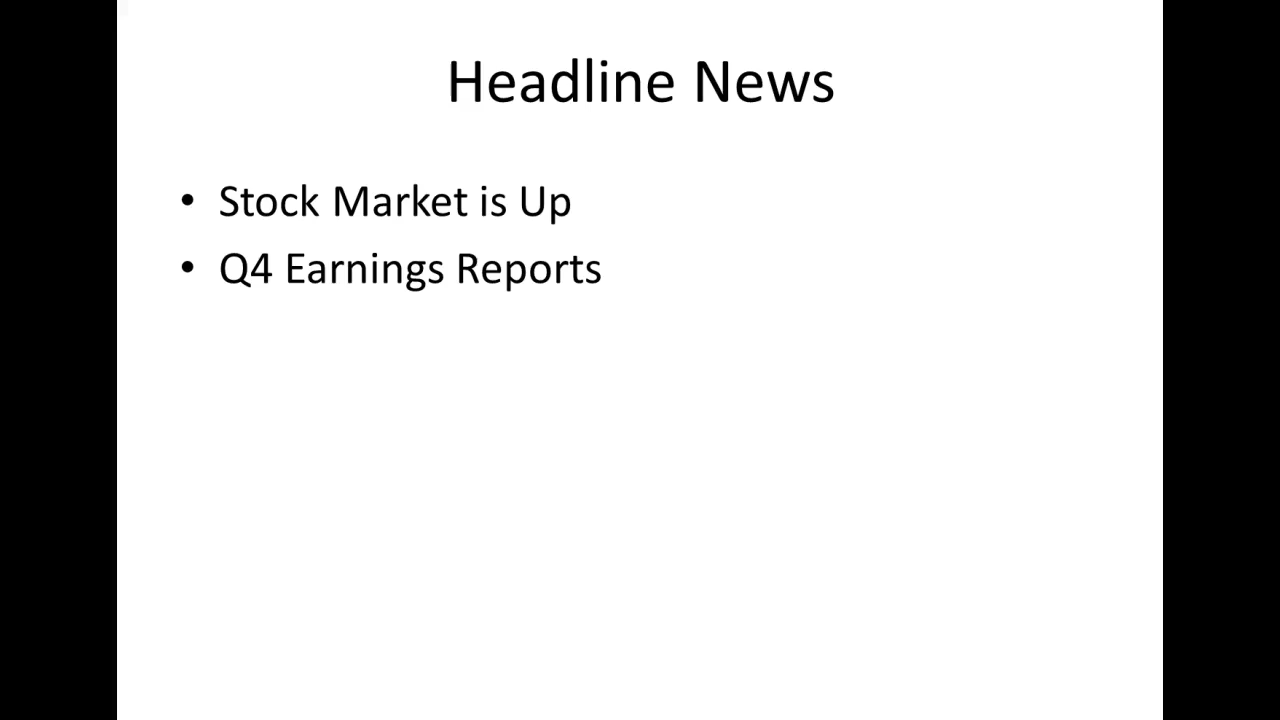 Headline News
• Stock Market is Up
• Q4 Earnings Reports